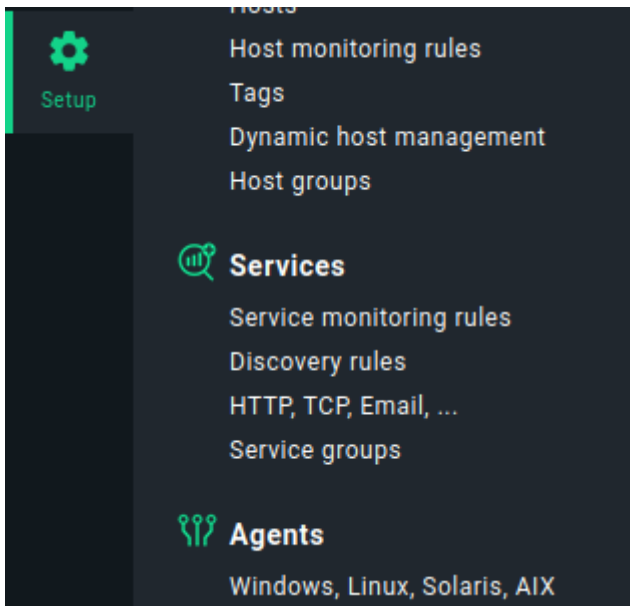 Hosts
Host monitoring rules
Setup
Tags
Dynamic host management
Host groups
Services
Service monitoring rules
Discovery rules
HTTP, TCP, Email, ...
Service groups
Agents
Windows, Linux, Solaris, AIX